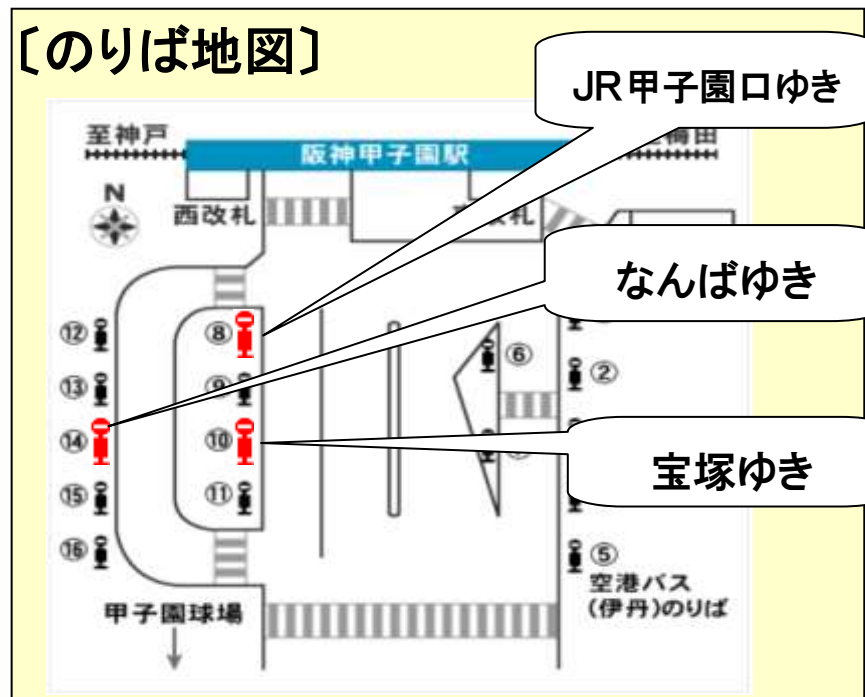 〔のりば地図〕
JR甲子園口ゆき
至神戸
阪神甲子園駅
梅田
N
西改札
改札
なんばゆき
⑫
⑧
⑥
⑬
⑨
②
⑭
⑩
宝塚ゆき
⑮
⑪
⑯
⑤
空港バス
(伊丹)のりば
甲子園球場